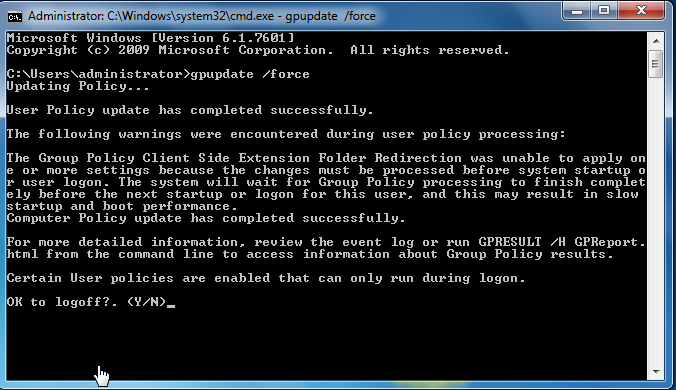 Administrator: C:\Windows\system32\cmd.exe - gpupdate /force
Microsoft Windows [Version 6.1.7601]
Copyright (c) 2009 Microsoft Corporation.  All rights reserved.
C:\Users\administrator>gpupdate /force
Updating Policy...
User Policy update has completed successfully.
The following warnings were encountered during user policy processing:
The Group Policy Client Side Extension Folder Redirection was unable to apply on
e or more settings because the changes must be processed before system startup o
r user logon. The system will wait for Group Policy processing to finish complet
ely before the next startup or logon for this user, and this may result in slow
startup and boot performance.
Computer Policy update has completed successfully.
For more detailed information, review the event log or run GPRESULT /H GPReport.
html from the command line to access information about Group Policy results.
Certain User policies are enabled that can only run during logon.
OK to logoff?. (Y/N)_